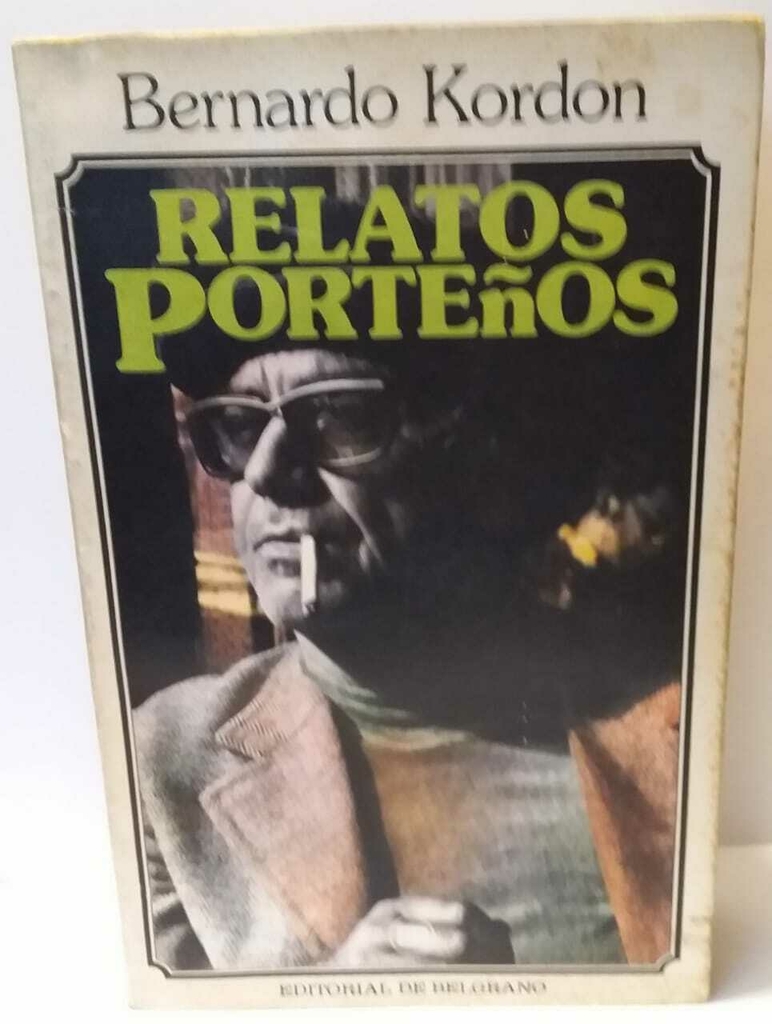 Bernardo Kordon
RELATOS
PORTEñOS
EDITORIAL DE BELGRANO